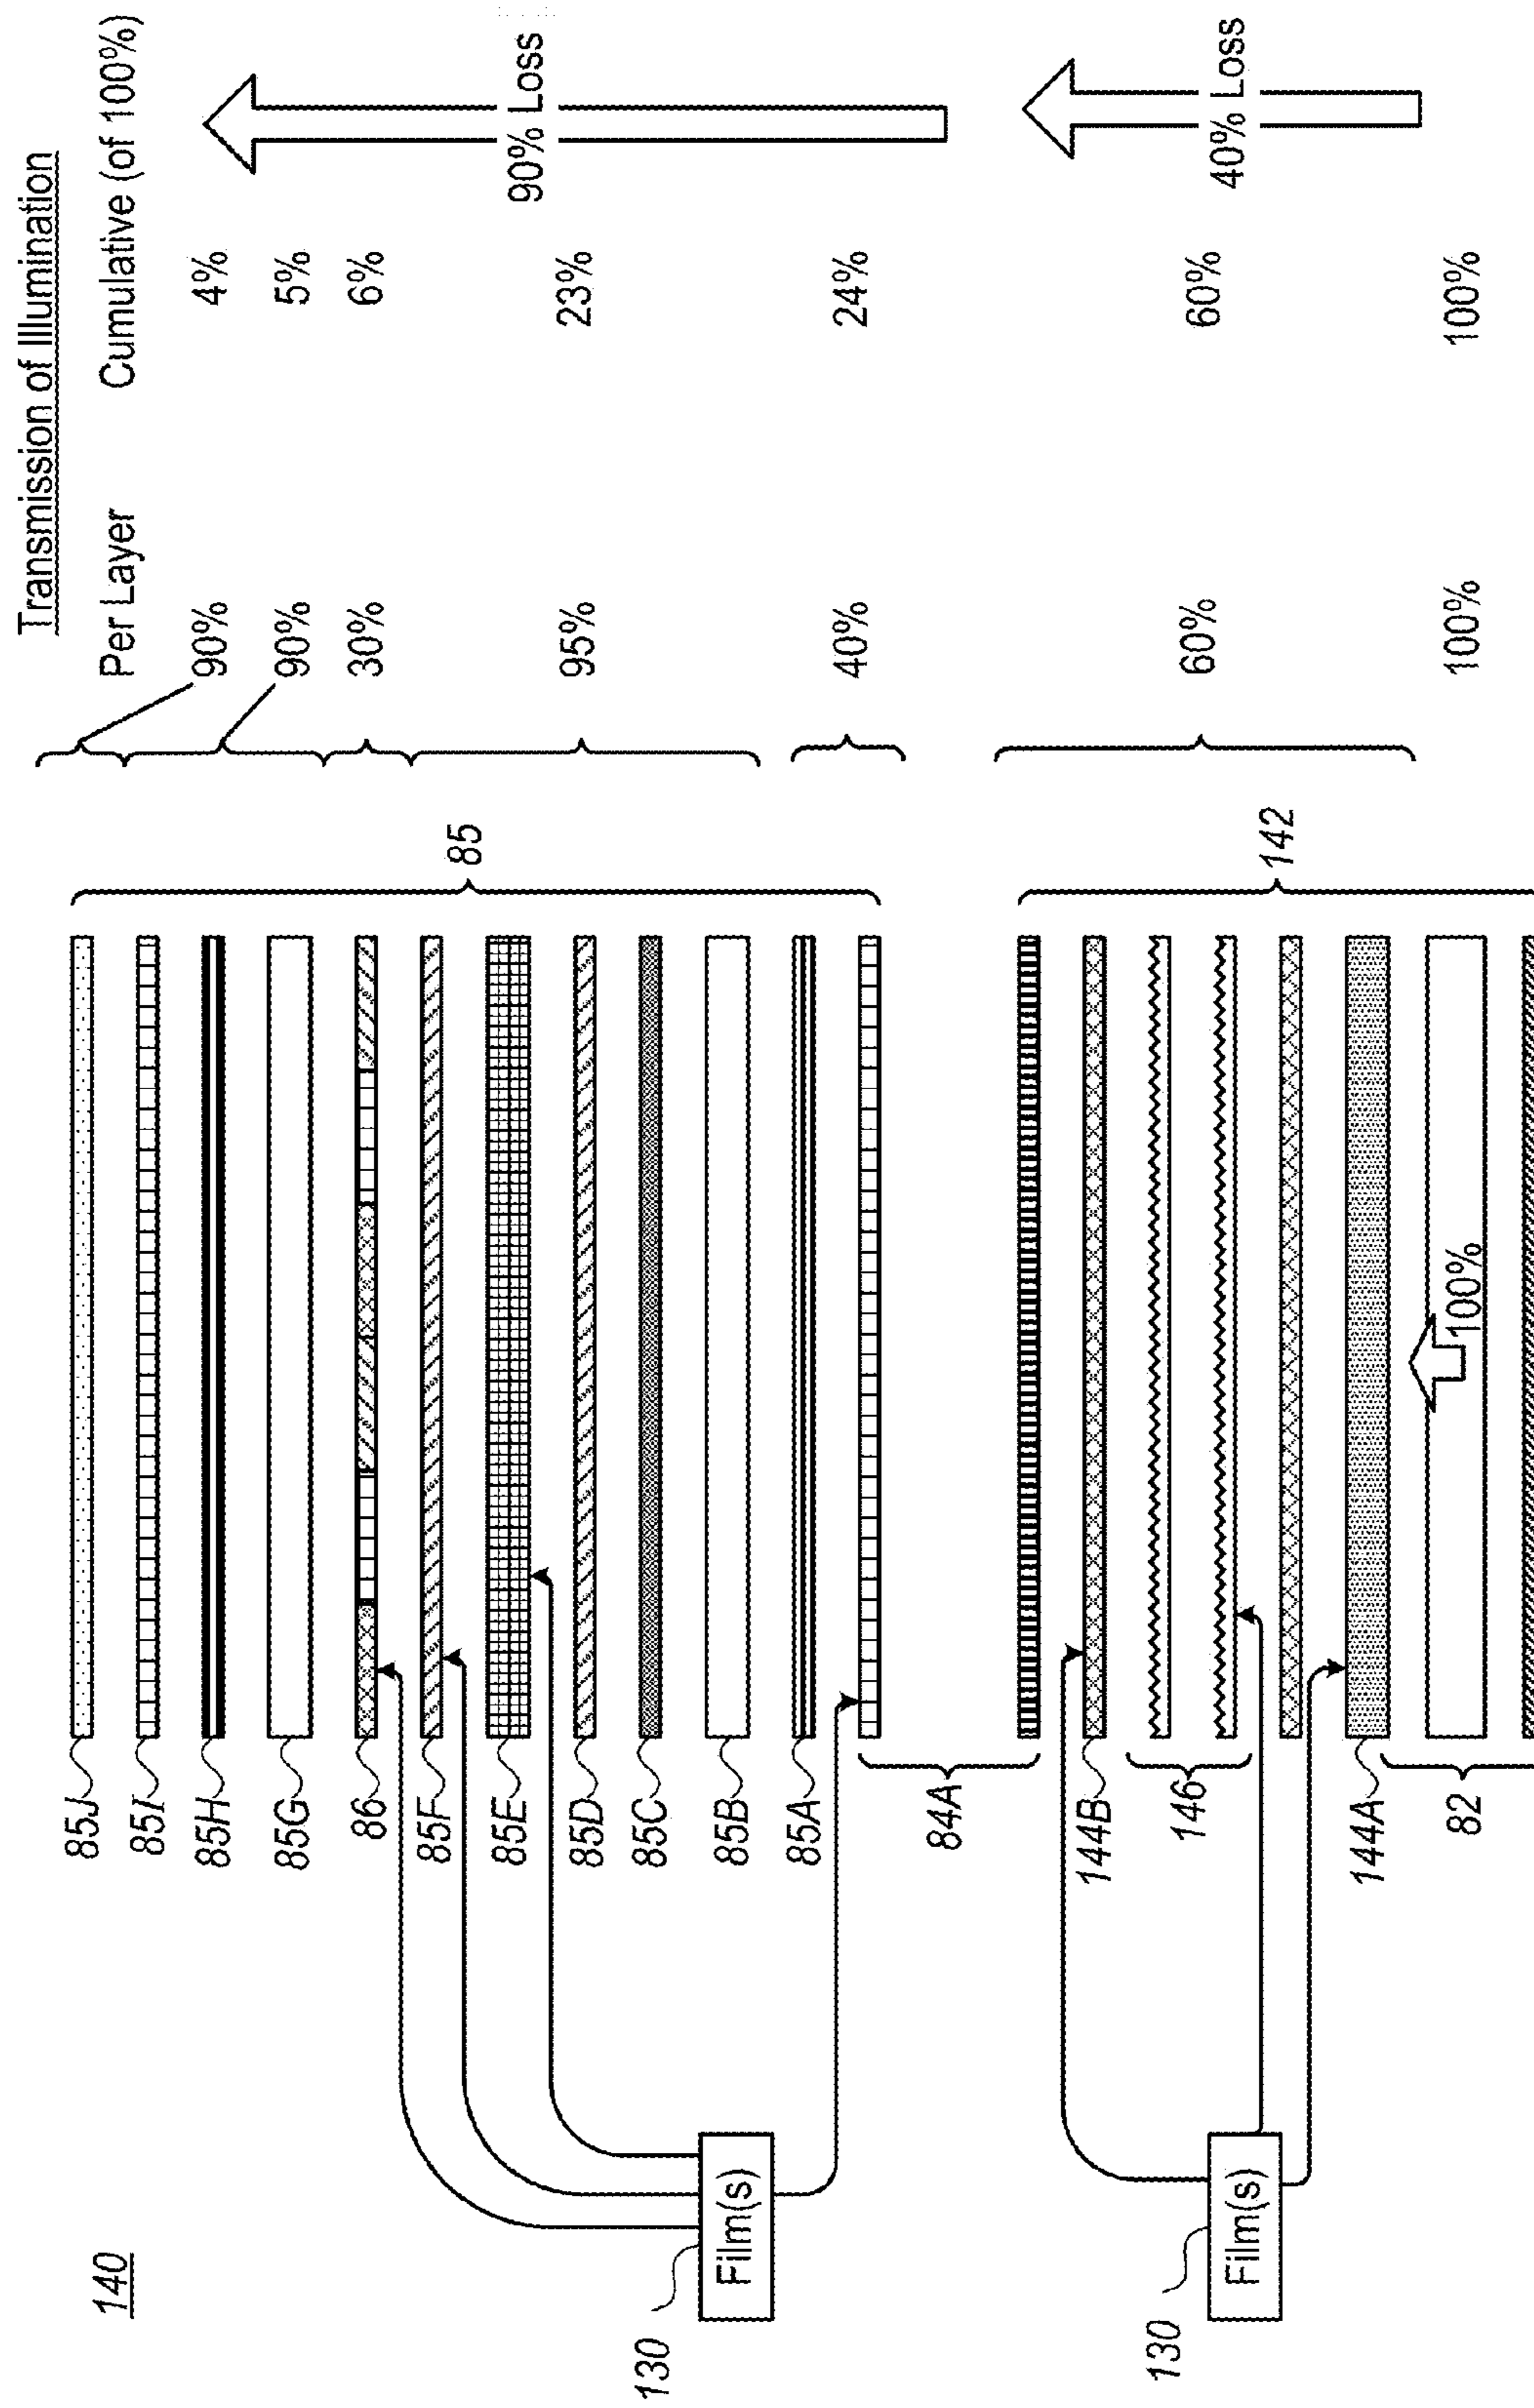 140
Transmission of Illumination
Per Layer Cumulative (of 100%)
85J
85I
90% 4%
85H
85G
90% 5%
86
30% 6%
85F
85E
85
90% Loss
85D
95% 23%
85C
85B
85A
40% 24%
130
Film(s)
84A
144B
146
60% 60%
40% Loss
142
144A
100%
82
100% 100%
130
Film(s)